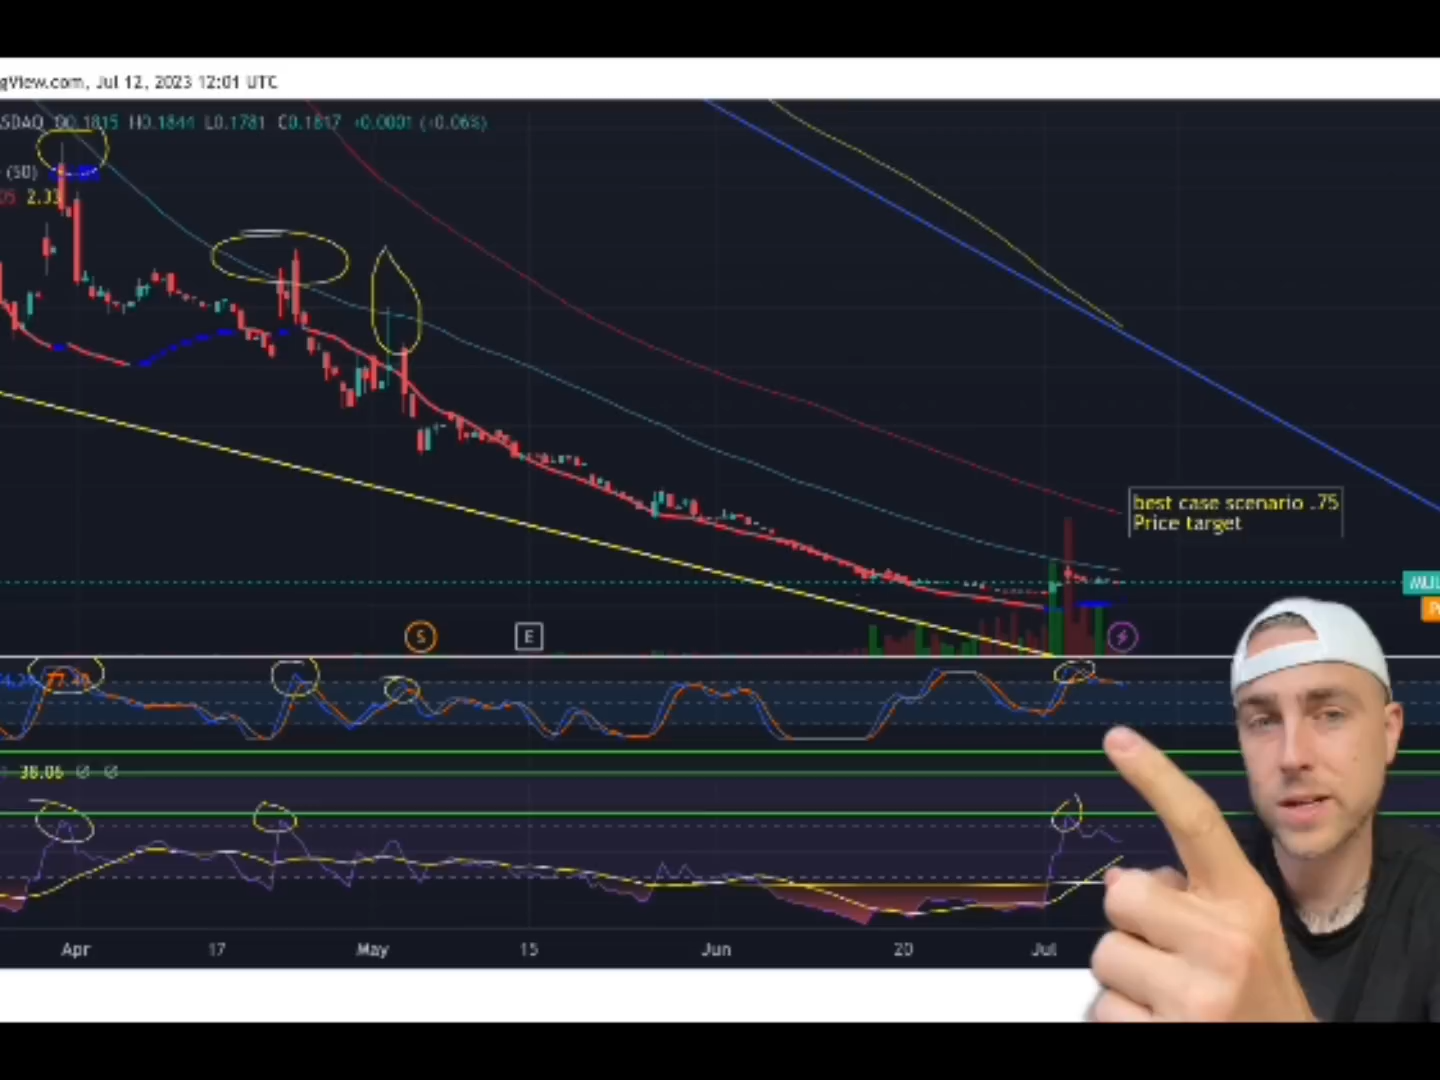 gView.com, Jul 12, 2023 12:01 UTC
SDAQ O0.1815 H0.1844 L0.1781 C0.1817 +0.0001 (+0.06%)
(50)
05 2.33
best case scenario .75
Price target
MUL
P
S
E
77.40
38.06
Apr 17 May 15 Jun 20 Jul